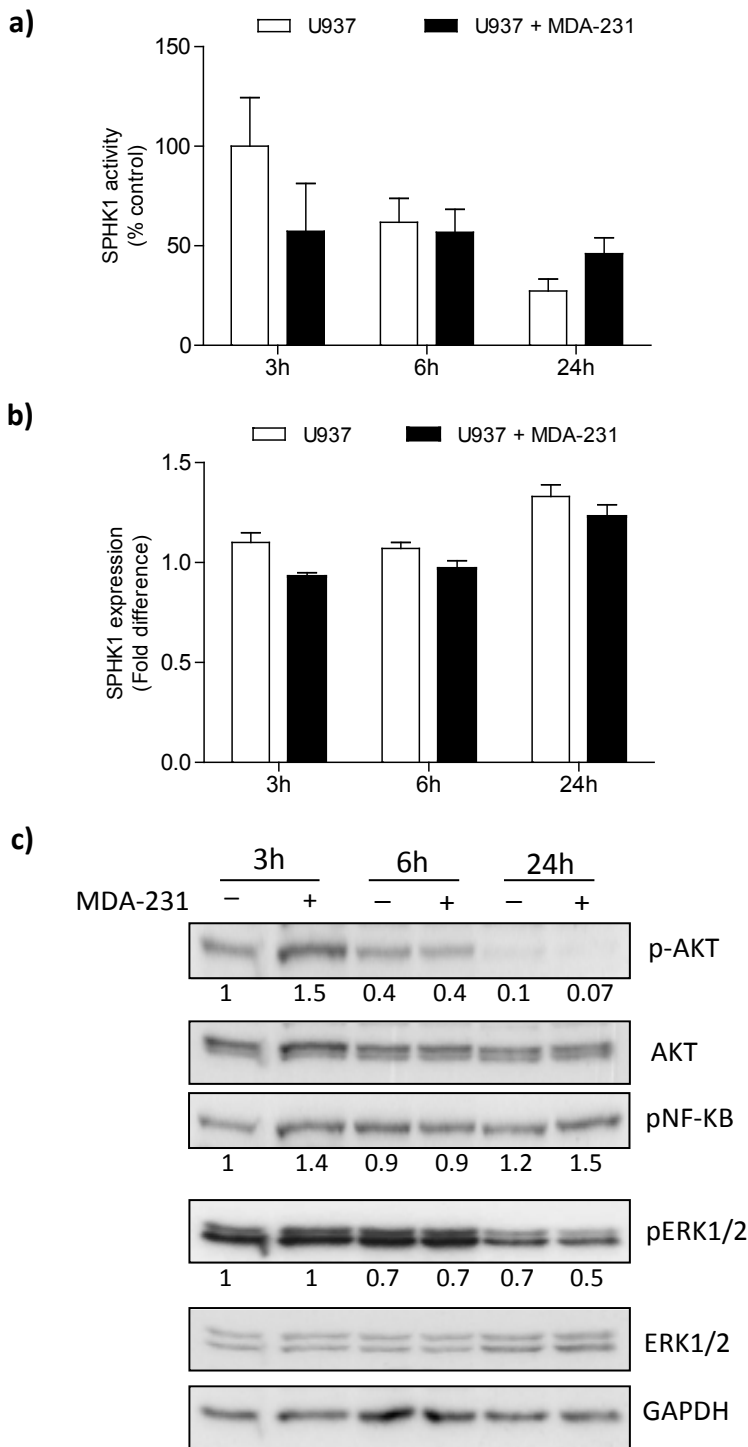 a)
U937 U937 + MDA-231
SPHK1 activity
(% control)
150
100
50
0
3h 6h 24h
b)
U937 U937 + MDA-231
SPHK1 expression
(Fold difference)
1.5
1.0
0.5
0.0
3h 6h 24h
c)
3h 6h 24h
MDA-231 – + – + – +
p-AKT
1 1.5 0.4 0.4 0.1 0.07
AKT
pNF-KB
1 1.4 0.9 0.9 1.2 1.5
pERK1/2
1 1 0.7 0.7 0.7 0.5
ERK1/2
GAPDH